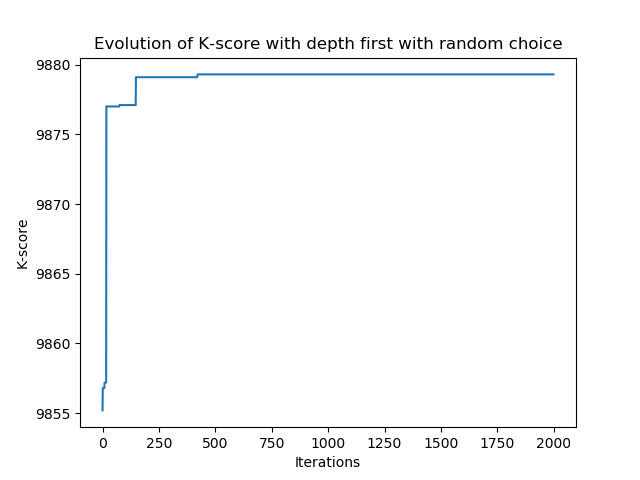 Evolution of K-score with depth first with random choice
9880
9875
9870
9865
9860
9855
K-score
0 250 500 750 1000 1250 1500 1750 2000
Iterations